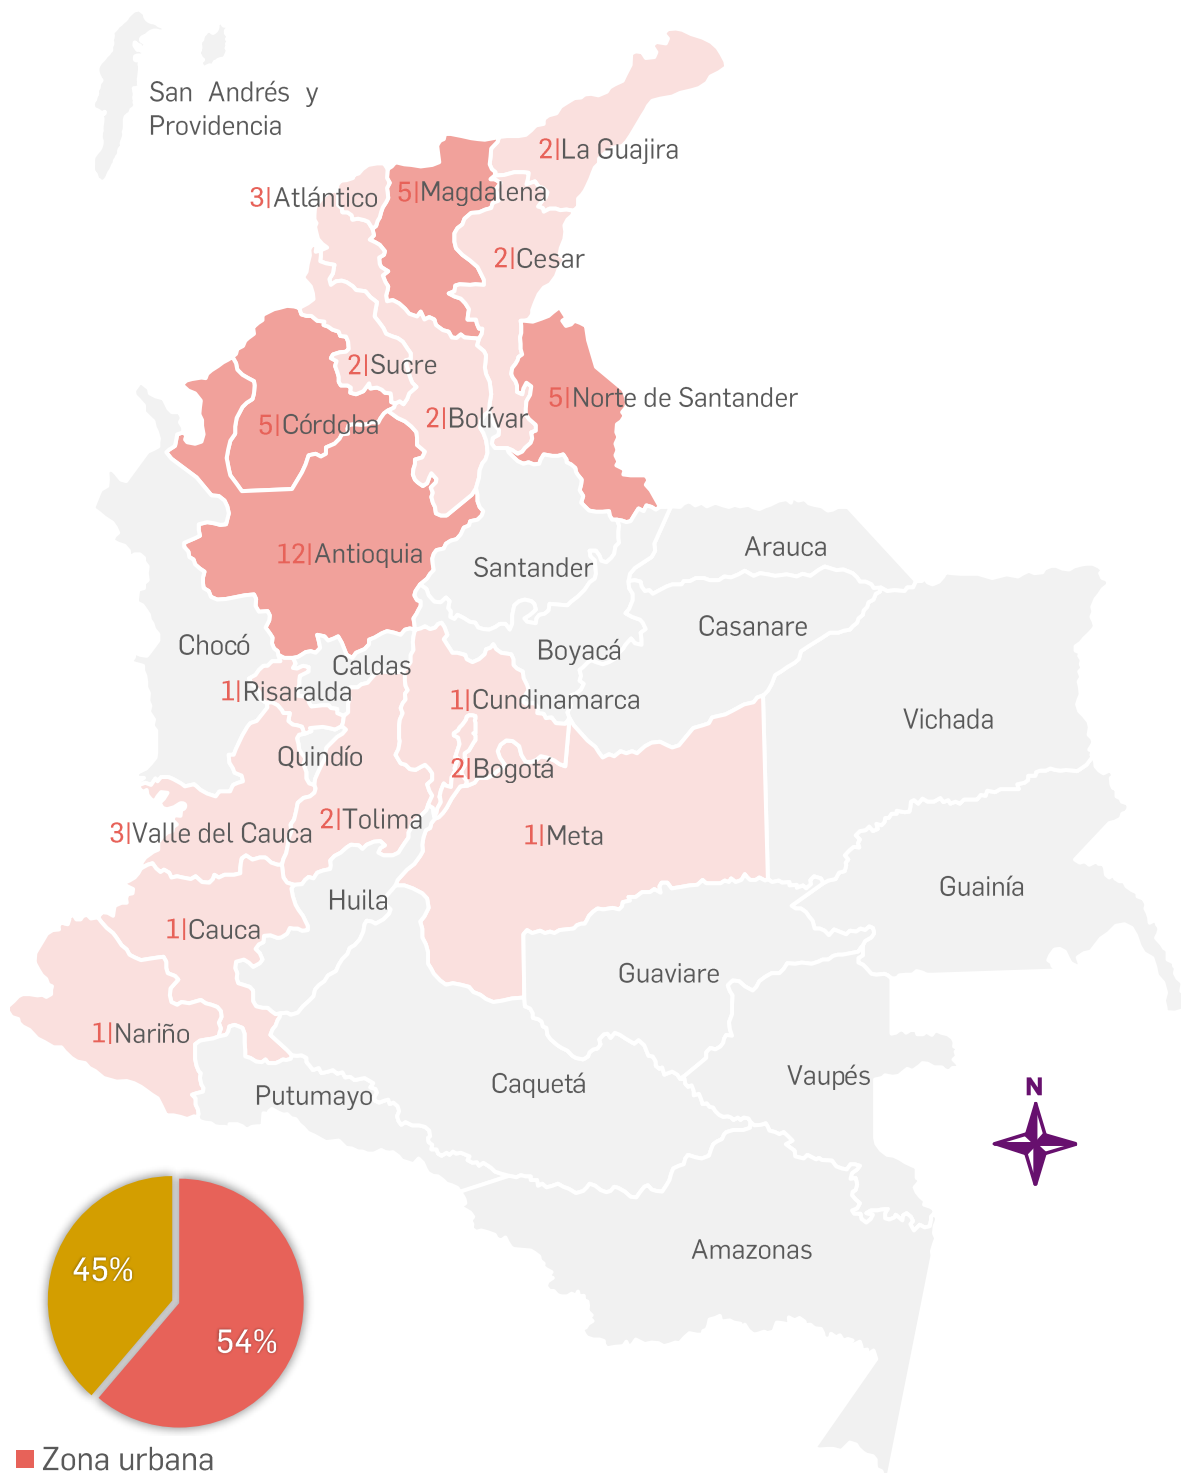 San Andrés y
Providencia
2|La Guajira
3|Atlántico
5|Magdalena
2|Cesar
2|Sucre
5|Norte de Santander
2|Bolívar
5|Córdoba
12|Antioquia
Arauca
Santander
Casanare
Chocó
Boyacá
Caldas
1|Risaralda
1|Cundinamarca
Vichada
Quindío
2|Bogotá
2|Tolima
3|Valle del Cauca
1|Meta
Guainía
Huila
1|Cauca
Guaviare
1|Nariño
Vaupés
Caquetá
Putumayo
N
Amazonas
45%
54%
Zona urbana